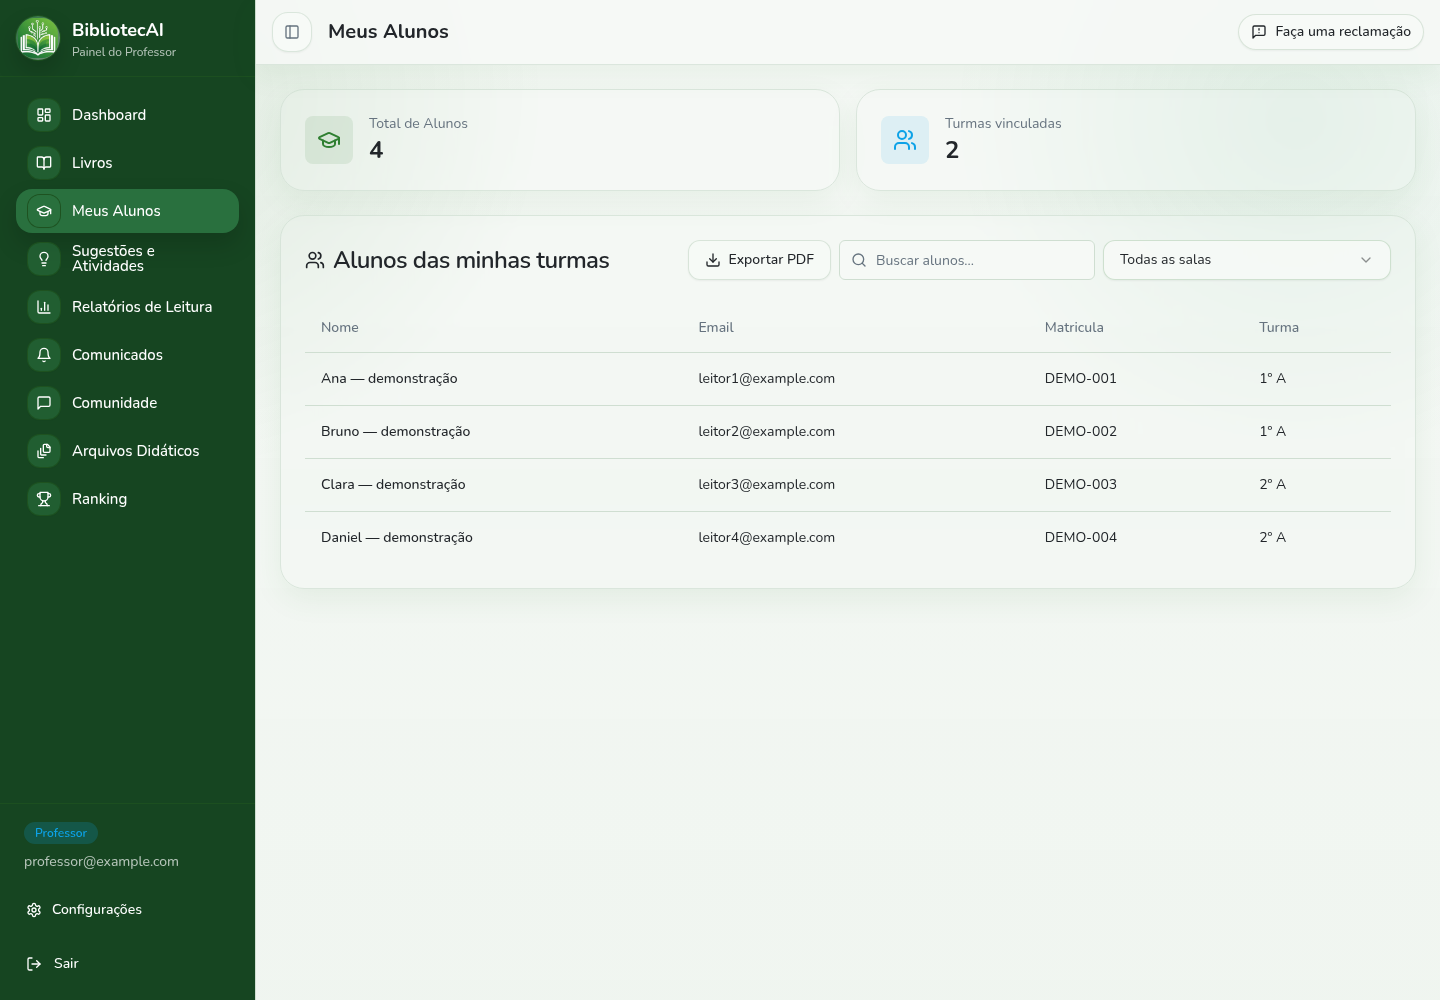 BibliotecAI
Painel do Professor
Dashboard
Livros
Meus Alunos
Sugestões e
Atividades
Relatórios de Leitura
Comunicados
Comunidade
Arquivos Didáticos
Ranking
Professor
professor@example.com
Configurações
Sair
Meus Alunos
Faça uma reclamação
Total de Alunos
4
Turmas vinculadas
2
Alunos das minhas turmas
Exportar PDF
Buscar alunos...
Todas as salas
Nome Email Matricula Turma
Ana — demonstração leitor1@example.com DEMO-001 1º A
Bruno — demonstração leitor2@example.com DEMO-002 1º A
Clara — demonstração leitor3@example.com DEMO-003 2º A
Daniel — demonstração leitor4@example.com DEMO-004 2º A